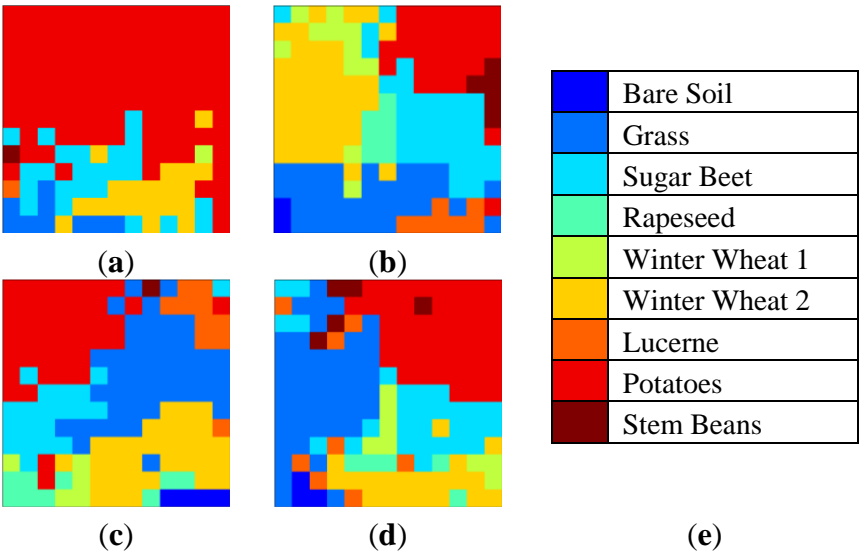 Bare Soil
Grass
Sugar Beet
Rapeseed
Winter Wheat 1
Winter Wheat 2
Lucerne
Potatoes
Stem Beans
(a)
(b)
(c)
(d)
(e)